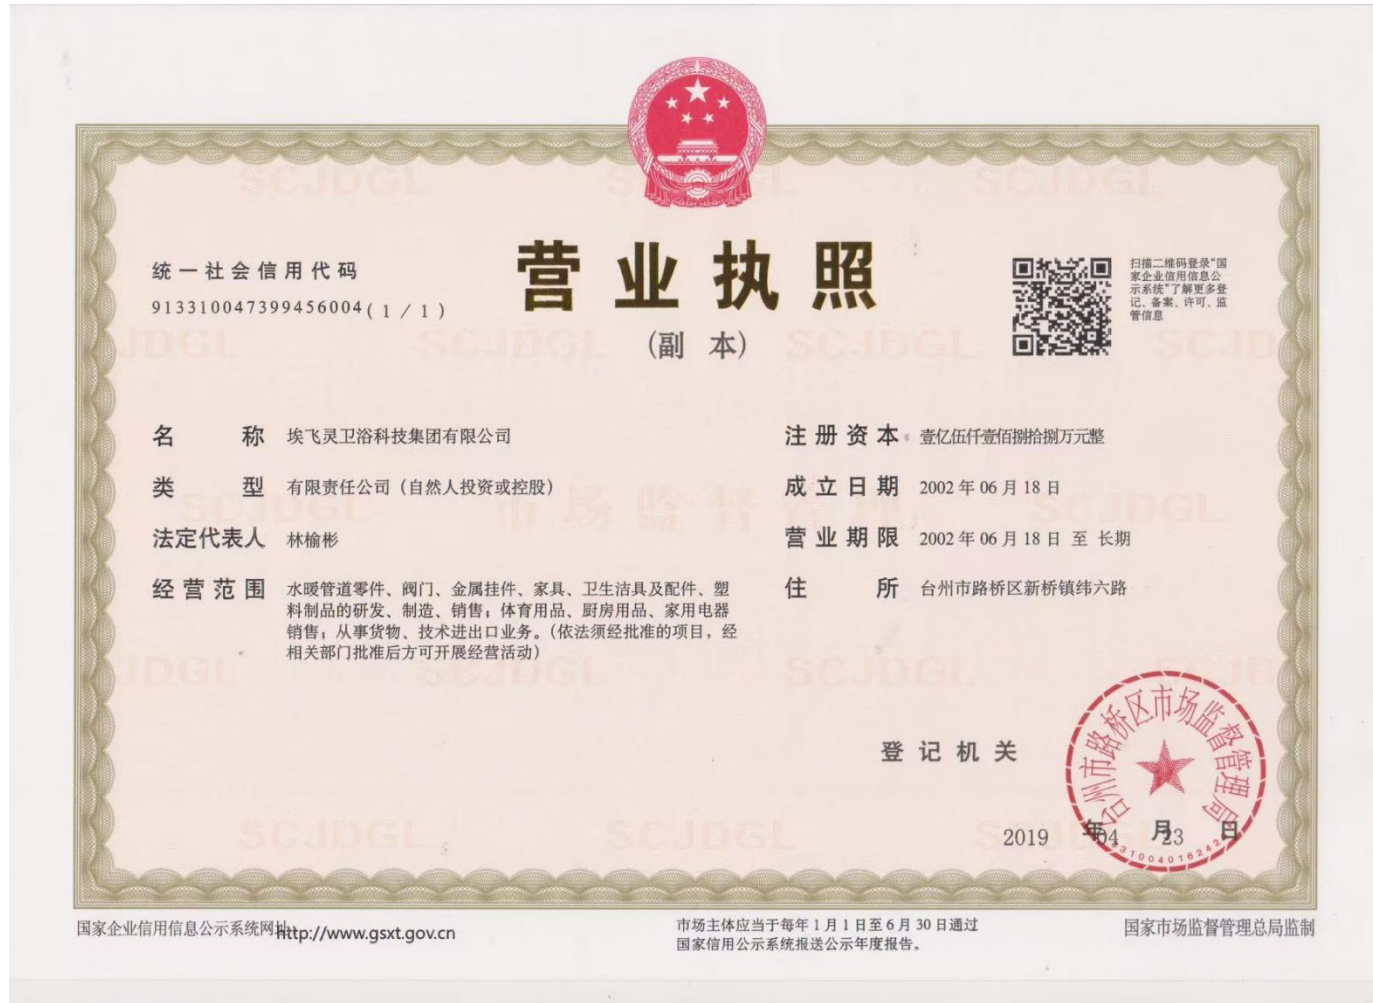 统一社会信用代码
913310047399456004(1/1)
营业执照
(副 本)
扫描二维码登录"国
家企业信用信息公
示系统"了解更多登
记、备案、许可、监
管信息
名 称 埃飞灵卫浴科技集团有限公司
类 型 有限责任公司（自然人投资或控股）
法定代表人 林榆彬
经营范围 水暖管道零件、阀门、金属挂件、家具、卫生洁具及配件、塑
料制品的研发、制造、销售；体育用品、厨房用品、家用电器
销售；从事货物、技术进出口业务。（依法须经批准的项目，经
相关部门批准后方可开展经营活动）
注册资本 壹亿伍仟壹佰捌拾捌万元整
成立日期 2002年06月18日
营业期限 2002年06月18日 至 长期
住 所 台州市路桥区新桥镇纬六路
登记机关
台州市路桥区市场监督管理局
2019 年04 月23 日
国家企业信用信息公示系统网址http://www.gsxt.gov.cn
市场主体应当于每年1月1日至6月30日通过
国家信用公示系统报送公示年度报告。
国家市场监督管理总局监制
SCJDGL
市场监督管理